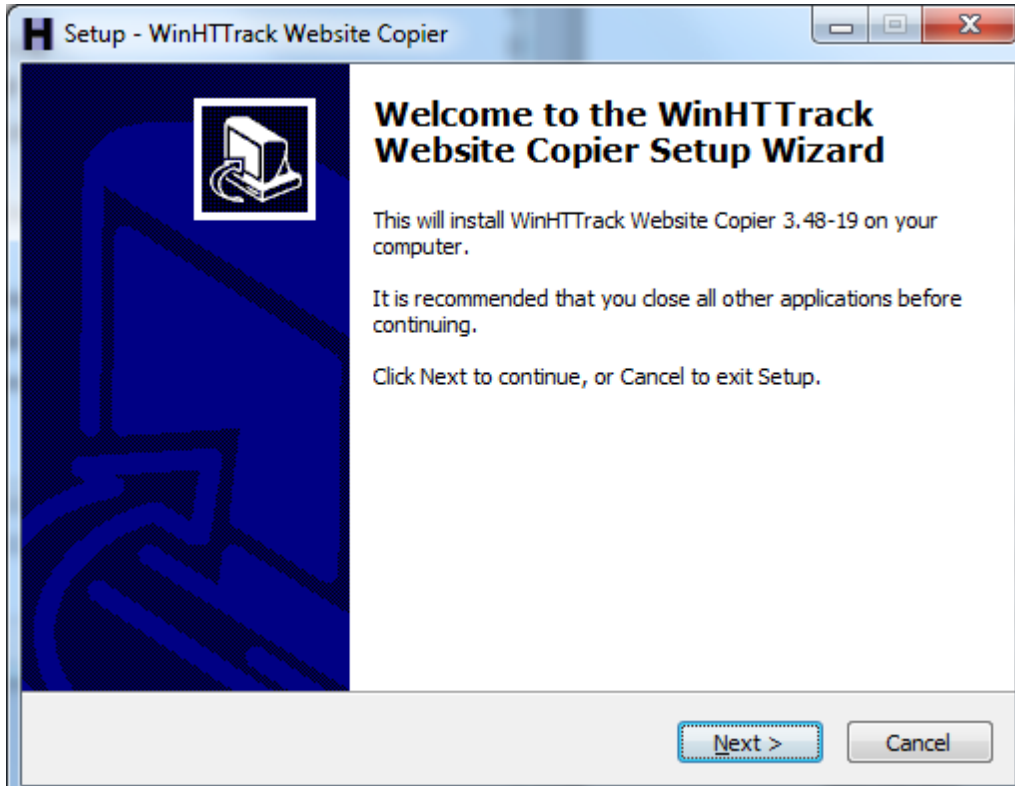 Setup - WinHTTrack Website Copier
Welcome to the WinHTTrack
Website Copier Setup Wizard
This will install WinHTTrack Website Copier 3.48-19 on your
computer.
It is recommended that you close all other applications before
continuing.
Click Next to continue, or Cancel to exit Setup.
Next >
Cancel